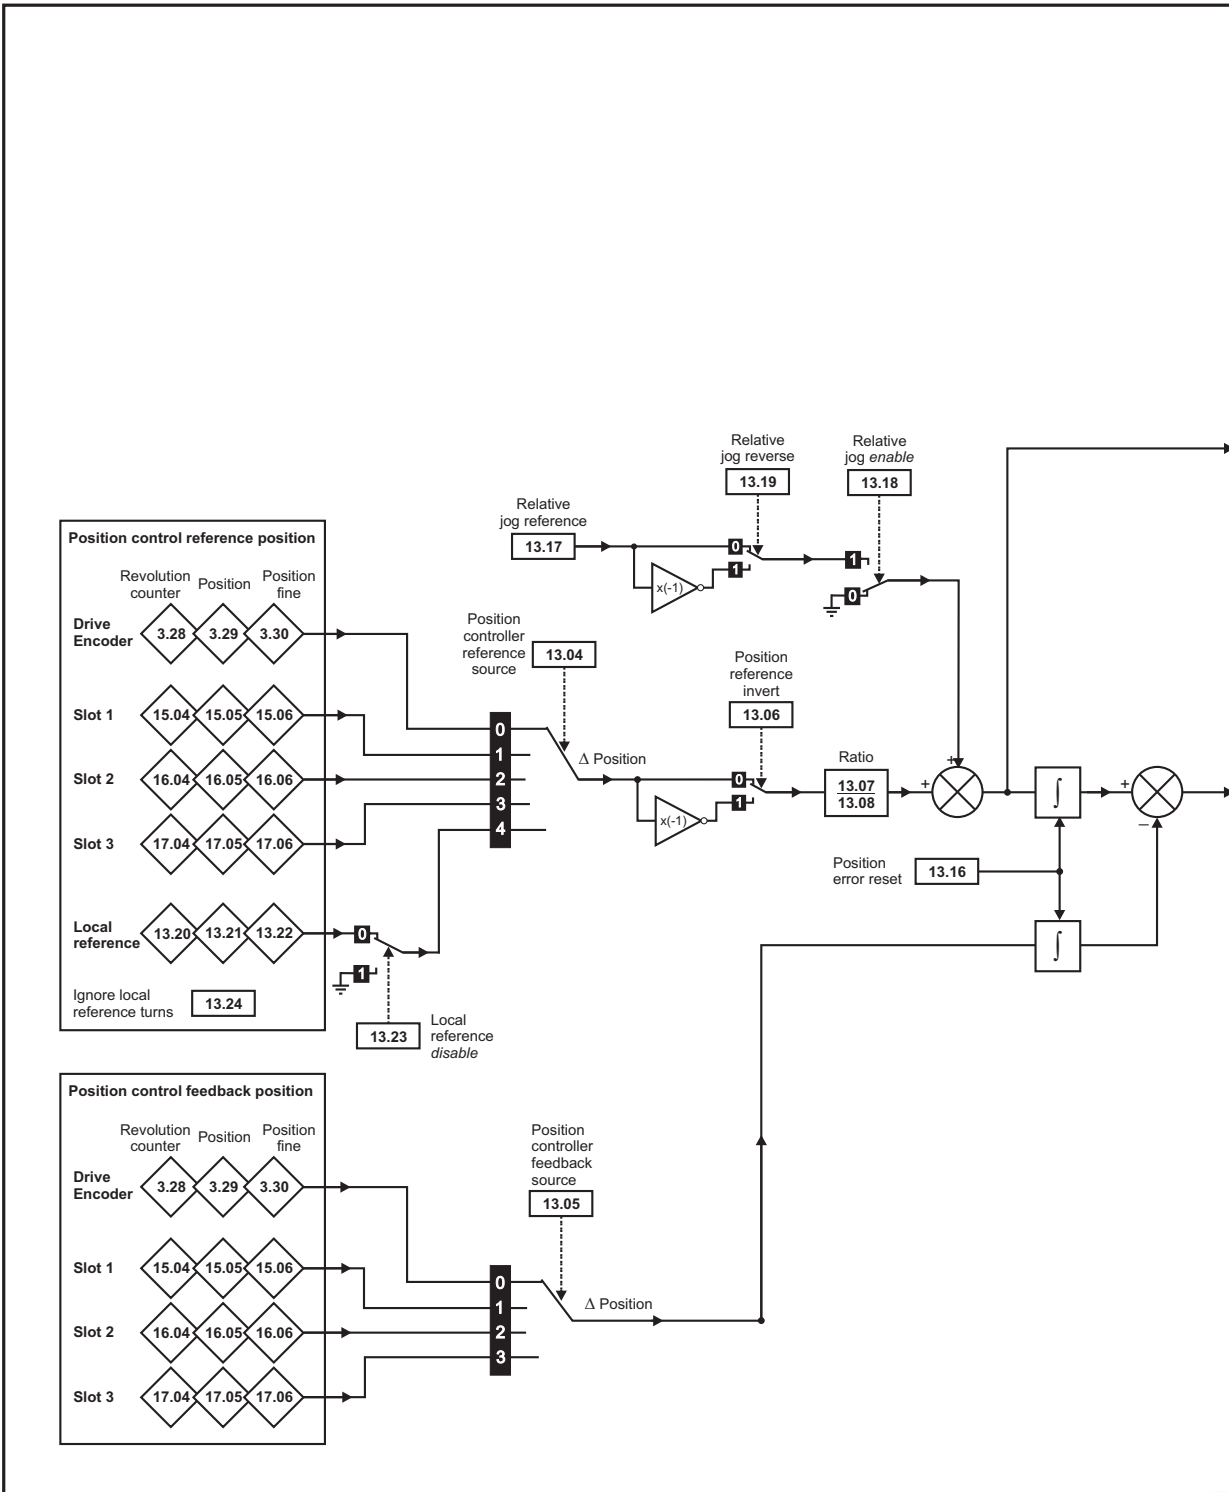 Relative
jog reverse
13.19
Relative
jog enable
13.18
Relative
jog reference
13.17
0
1
x(-1)
1
0
Position control reference position
Revolution
counter
Position
Position
fine
Drive
Encoder
3.28 3.29 3.30
Slot 1
15.04 15.05 15.06
Slot 2
16.04 16.05 16.06
Slot 3
17.04 17.05 17.06
Local
reference
13.20 13.21 13.22
Ignore local
reference turns
13.24
0
1
13.23
Local
reference
disable
Position
controller
reference
source
13.04
0
1
2
3
4
Δ Position
Position
reference
invert
13.06
0
1
x(-1)
Ratio
13.07
13.08
+
+
∫
+
–
Position
error reset
13.16
∫
Position control feedback position
Revolution
counter
Position
Position
fine
Drive
Encoder
3.28 3.29 3.30
Slot 1
15.04 15.05 15.06
Slot 2
16.04 16.05 16.06
Slot 3
17.04 17.05 17.06
Position
controller
feedback
source
13.05
0
1
2
3
Δ Position